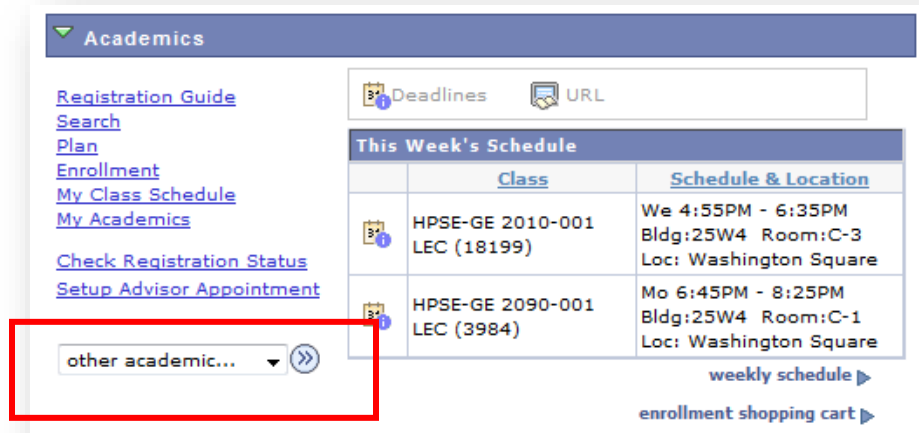 Academics
Registration Guide
Search
Plan
Enrollment
My Class Schedule
My Academics
Check Registration Status
Setup Advisor Appointment
other academic...
Deadlines URL
This Week's Schedule
Class Schedule & Location
HPSE-GE 2010-001
LEC (18199)
We 4:55PM - 6:35PM
Bldg:25W4 Room:C-3
Loc: Washington Square
HPSE-GE 2090-001
LEC (3984)
Mo 6:45PM - 8:25PM
Bldg:25W4 Room:C-1
Loc: Washington Square
weekly schedule
enrollment shopping cart